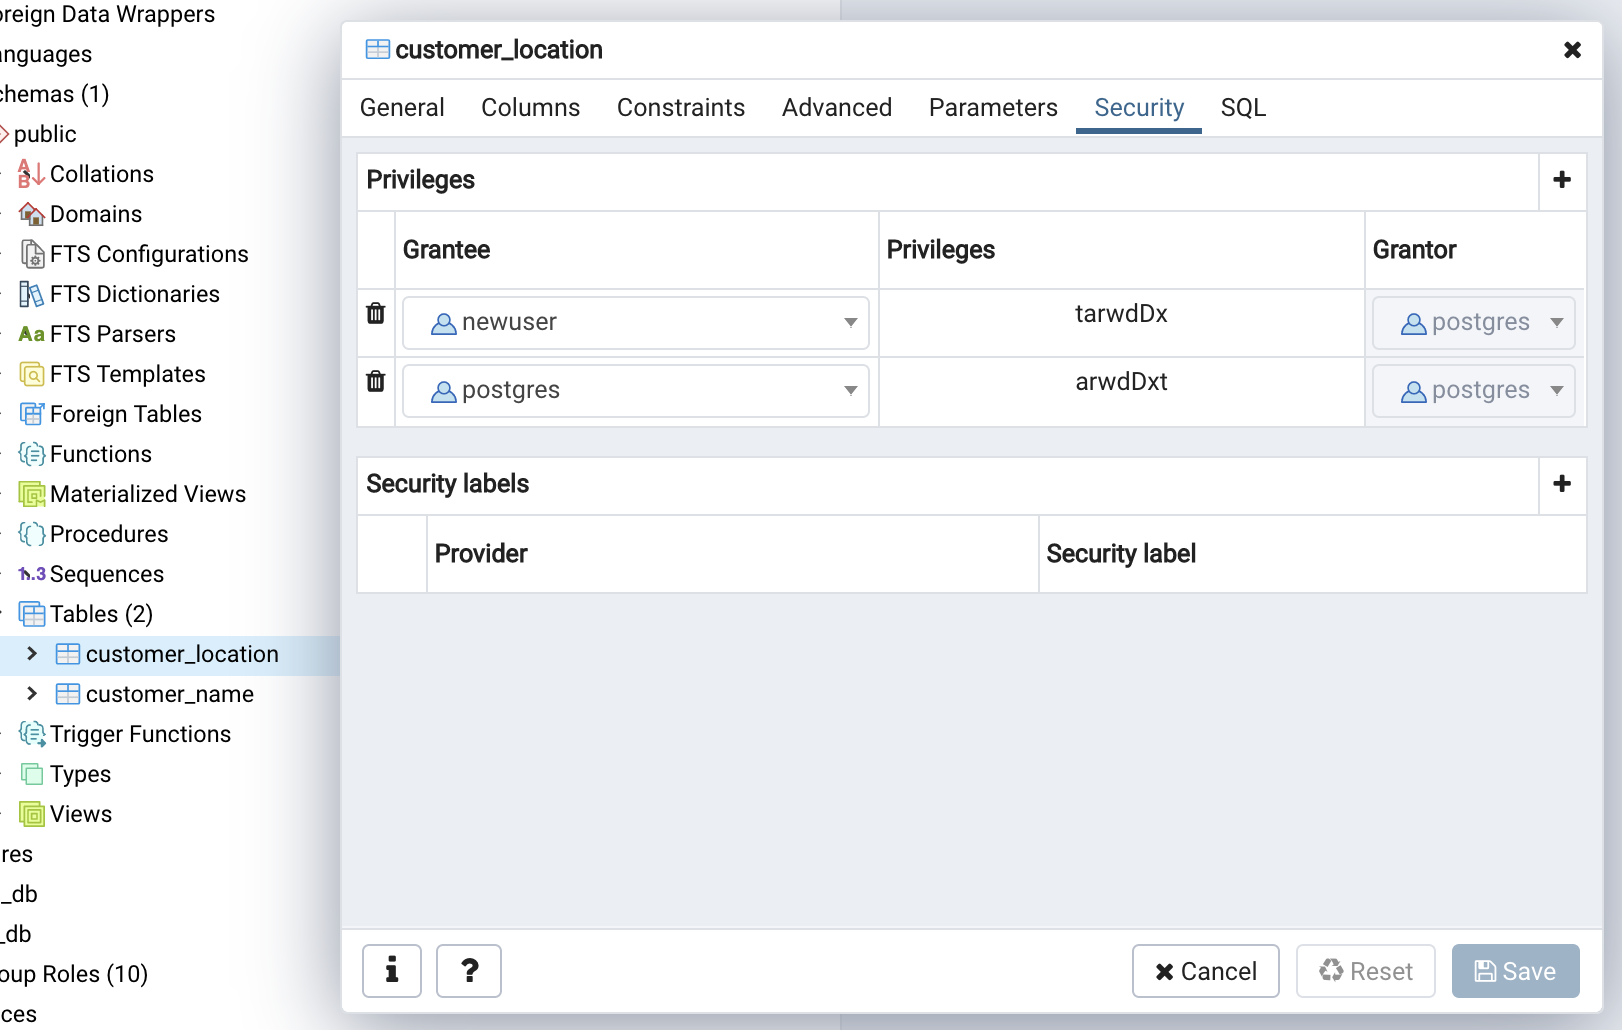 oreign Data Wrappers
anguages
chemas (1)
public
Collations
Domains
FTS Configurations
FTS Dictionaries
Aa FTS Parsers
FTS Templates
Foreign Tables
Functions
Materialized Views
Procedures
1..3 Sequences
Tables (2)
customer_location
customer_name
Trigger Functions
Types
Views
res
_db
_db
oup Roles (10)
ces
customer_location
General Columns Constraints Advanced Parameters Security SQL
Privileges
Grantee Privileges Grantor
newuser tarwdDx postgres
postgres arwdDxt postgres
Security labels
Provider Security label
i ? Cancel Reset Save